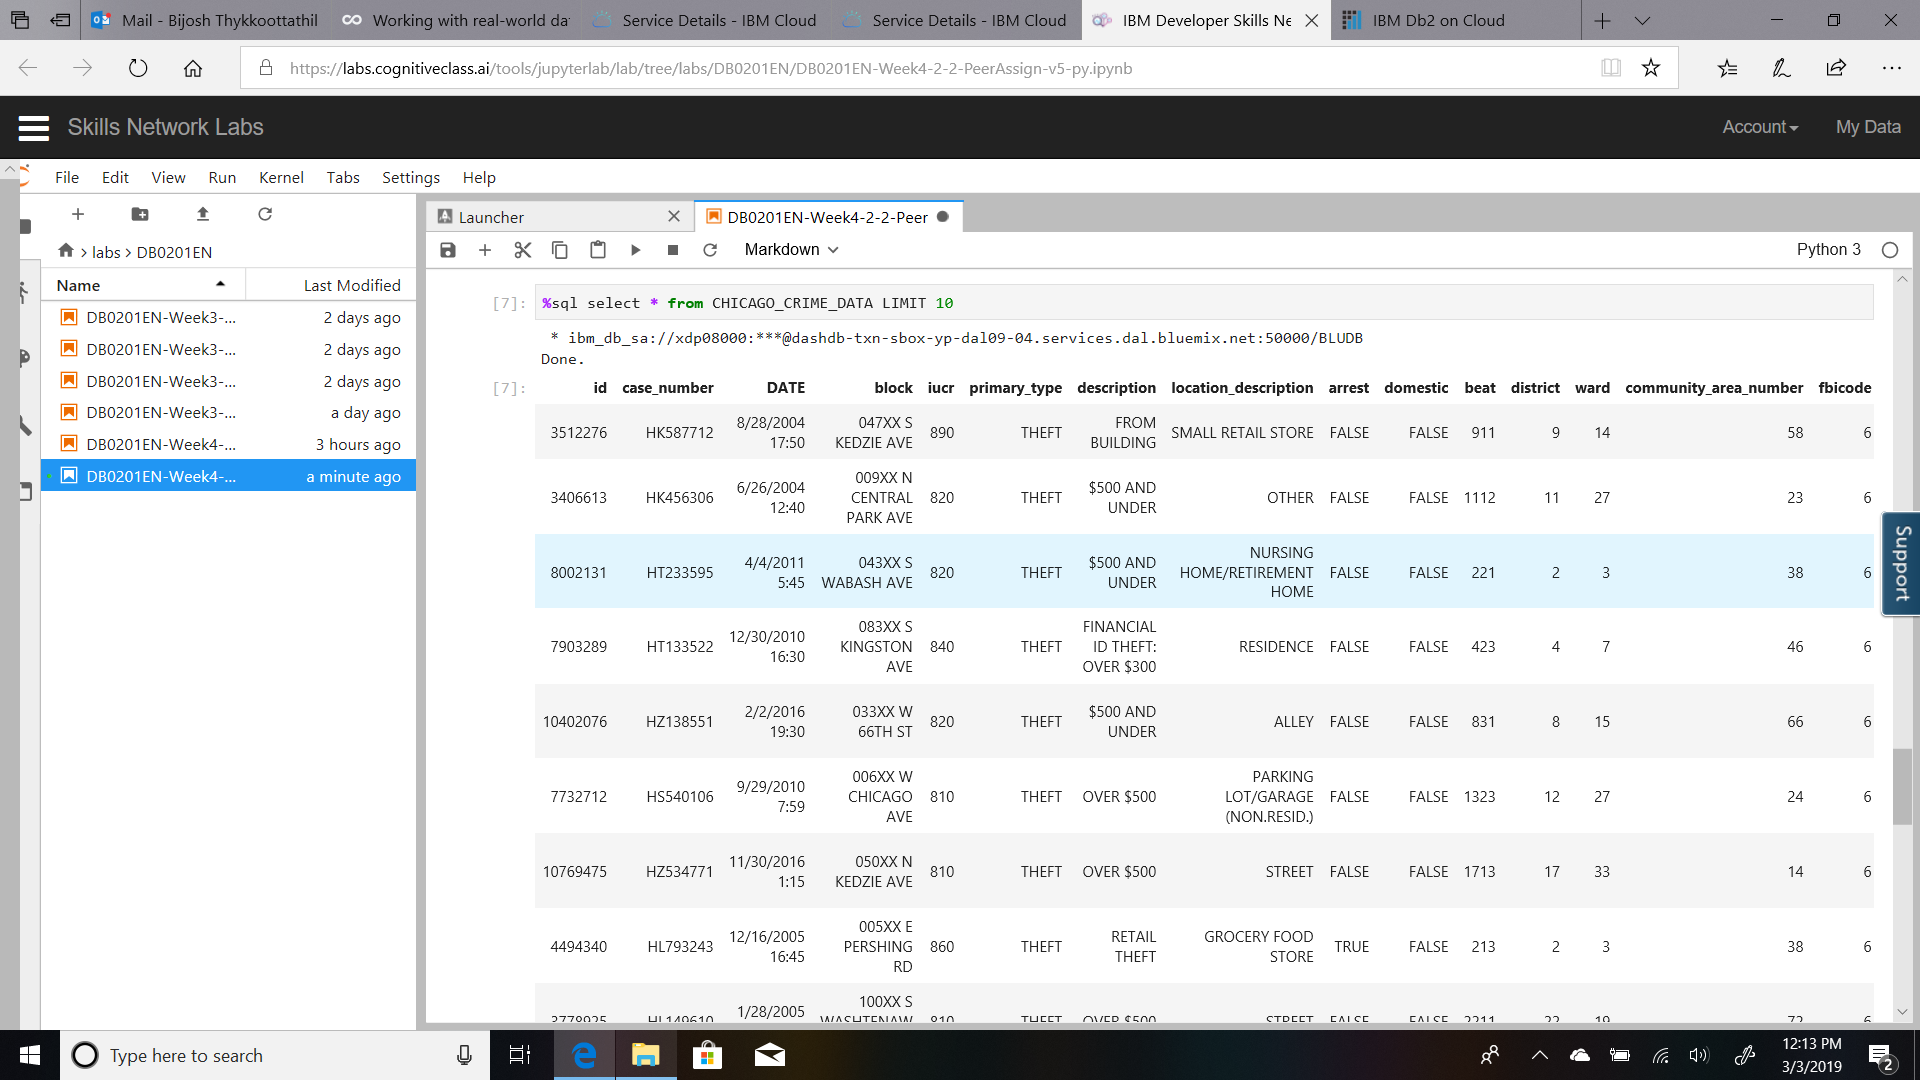 Mail - Bijosh Thykkoottathil
Working with real-world da
Service Details - IBM Cloud
Service Details - IBM Cloud
IBM Developer Skills Ne
IBM Db2 on Cloud
https://labs.cognitiveclass.ai/tools/jupyterlab/lab/tree/labs/DB0201EN/DB0201EN-Week4-2-2-PeerAssign-v5-py.ipynb
Skills Network Labs
Account
My Data
File Edit View Run Kernel Tabs Settings Help
labs > DB0201EN
Name Last Modified
DB0201EN-Week3-... 2 days ago
DB0201EN-Week3-... 2 days ago
DB0201EN-Week3-... 2 days ago
DB0201EN-Week3-... a day ago
DB0201EN-Week4-... 3 hours ago
DB0201EN-Week4-... a minute ago
Launcher
DB0201EN-Week4-2-2-Peer
Markdown
Python 3
[7]: %sql select * from CHICAGO_CRIME_DATA LIMIT 10
* ibm_db_sa://xdp08000:***@dashdb-txn-sbox-yp-dal09-04.services.dal.bluemix.net:50000/BLUDB
Done.
[7]: id case_number DATE block iucr primary_type description location_description arrest domestic beat district ward community_area_number fbicode
3512276 HK587712 8/28/2004 17:50 047XX S KEDZIE AVE 890 THEFT FROM BUILDING SMALL RETAIL STORE FALSE FALSE 911 9 14 58 6
3406613 HK456306 6/26/2004 12:40 009XX N CENTRAL PARK AVE 820 THEFT $500 AND UNDER OTHER FALSE FALSE 1112 11 27 23 6
8002131 HT233595 4/4/2011 5:45 043XX S WABASH AVE 820 THEFT $500 AND UNDER NURSING HOME/RETIREMENT HOME FALSE FALSE 221 2 3 38 6
7903289 HT133522 12/30/2010 16:30 083XX S KINGSTON AVE 840 THEFT FINANCIAL ID THEFT: OVER $300 RESIDENCE FALSE FALSE 423 4 7 46 6
10402076 HZ138551 2/2/2016 19:30 033XX W 66TH ST 820 THEFT $500 AND UNDER ALLEY FALSE FALSE 831 8 15 66 6
7732712 HS540106 9/29/2010 7:59 006XX W CHICAGO AVE 810 THEFT OVER $500 PARKING LOT/GARAGE (NON.RESID.) FALSE FALSE 1323 12 27 24 6
10769475 HZ534771 11/30/2016 1:15 050XX N KEDZIE AVE 810 THEFT OVER $500 STREET FALSE FALSE 1713 17 33 14 6
4494340 HL793243 12/16/2005 16:45 005XX E PERSHING RD 860 THEFT RETAIL THEFT GROCERY FOOD STORE TRUE FALSE 213 2 3 38 6
3778925 HL149610 1/28/2005 100XX S WASHTENAW 810 THEFT OVER $500 STREET FALSE FALSE 2211 22 19 72 6
Support
Type here to search
12:13 PM
3/3/2019
2